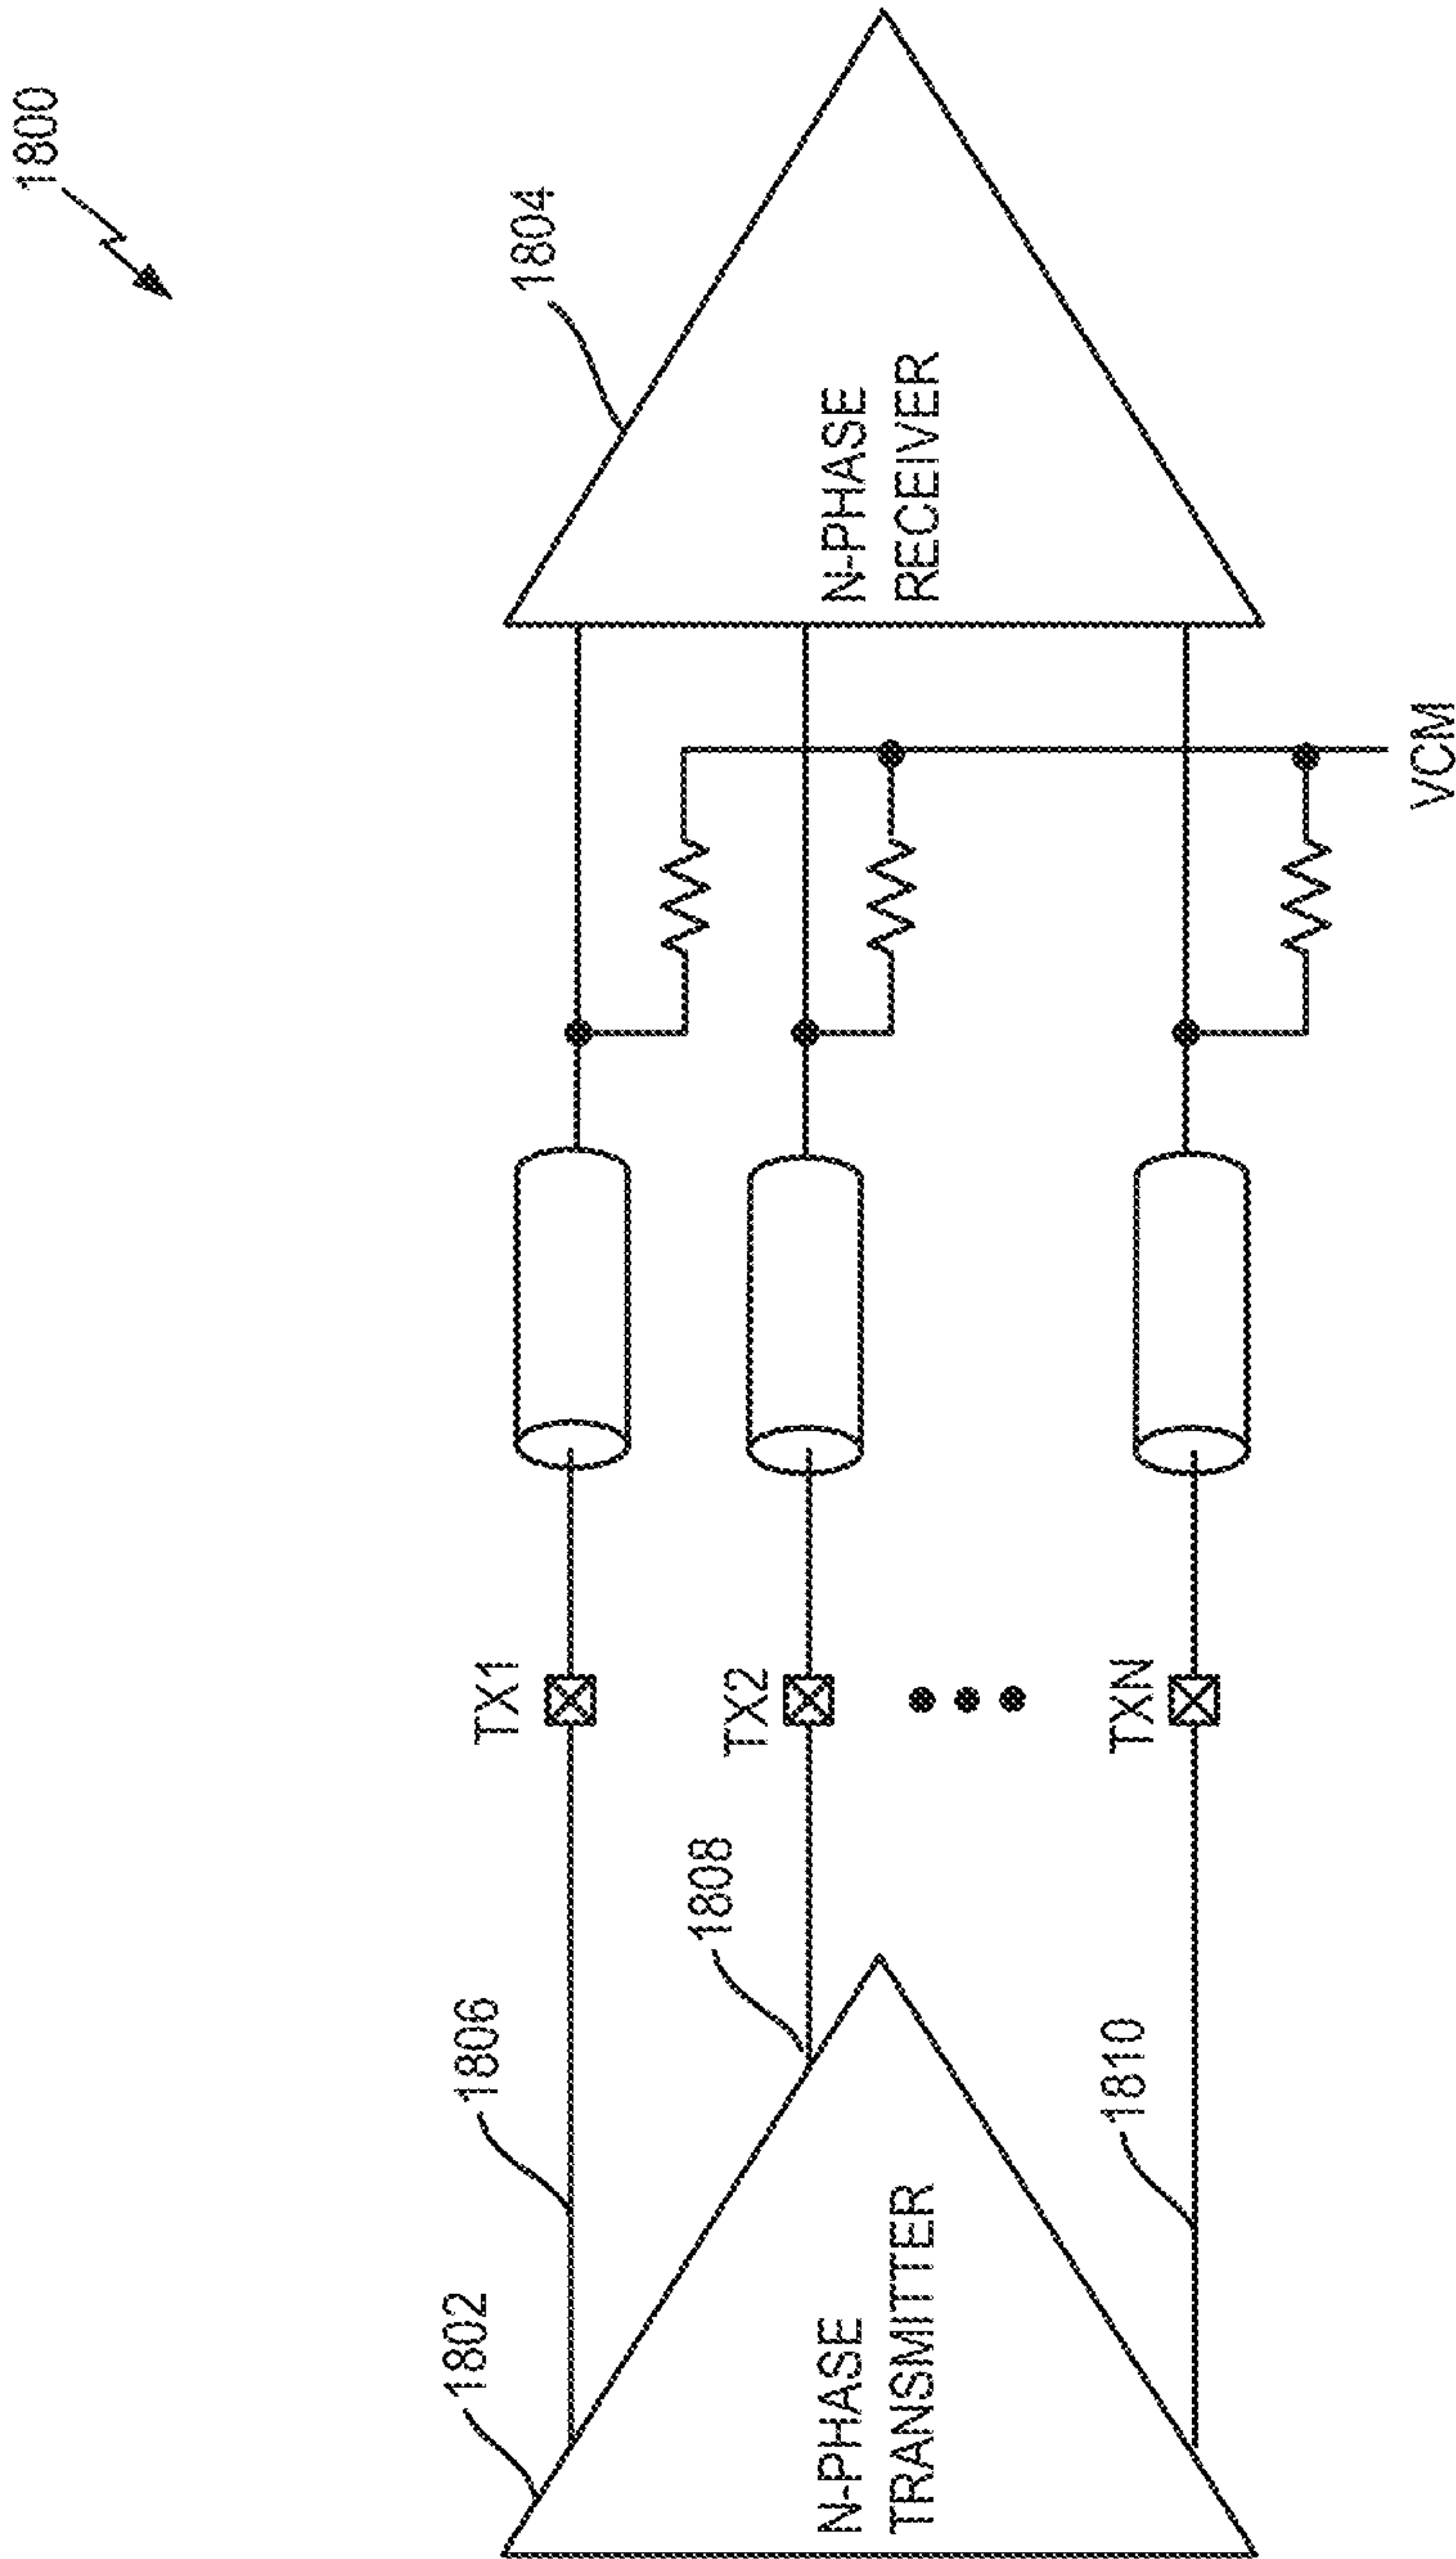 1800
1804
N-PHASE
RECEIVER
VCM
TX1
TX2
TXN
1802
1806
1808
1810
N-PHASE
TRANSMITTER